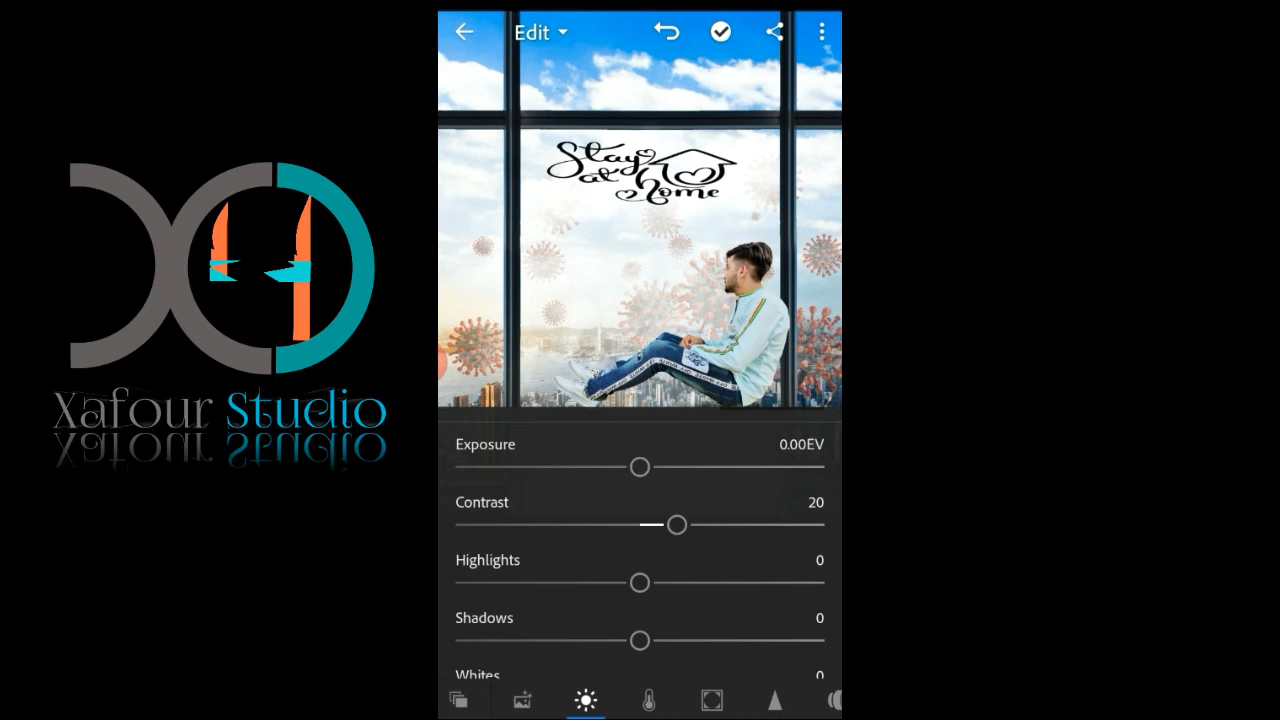 Edit
Stay
at home
Xafour Studio
Exposure 0.00EV
Contrast 20
Highlights 0
Shadows 0
Whites 0